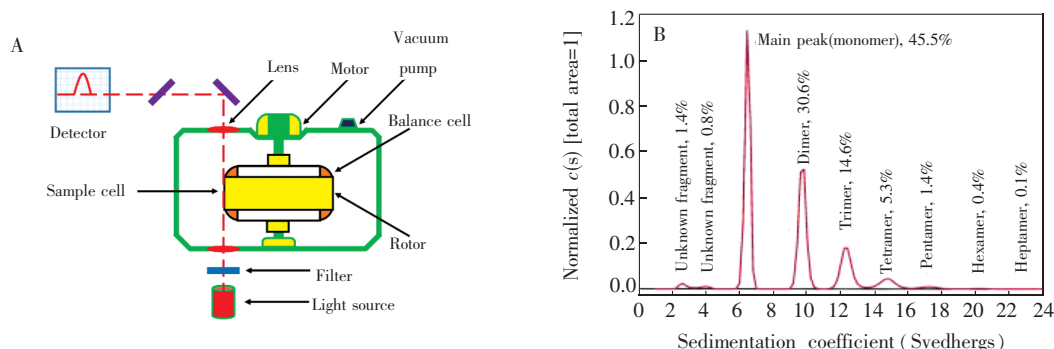 A
Vacuum
Lens
Motor
pump
Detector
Balance cell
Sample cell
Rotor
Filter
Light source
B
Main peak(monomer), 45.5%
Unknown fragment, 1.4%
Unknown fragment, 0.8%
Dimer, 30.6%
Trimer, 14.6%
Tetramer, 5.3%
Pentamer, 1.4%
Hexamer, 0.4%
Heptamer, 0.1%
Normalized c(s) [total area=1]
1.2
1.0
0.8
0.6
0.4
0.2
0.0
0 2 4 6 8 10 12 14 16 18 20 22 24
Sedimentation coefficient ( Svedhergs)